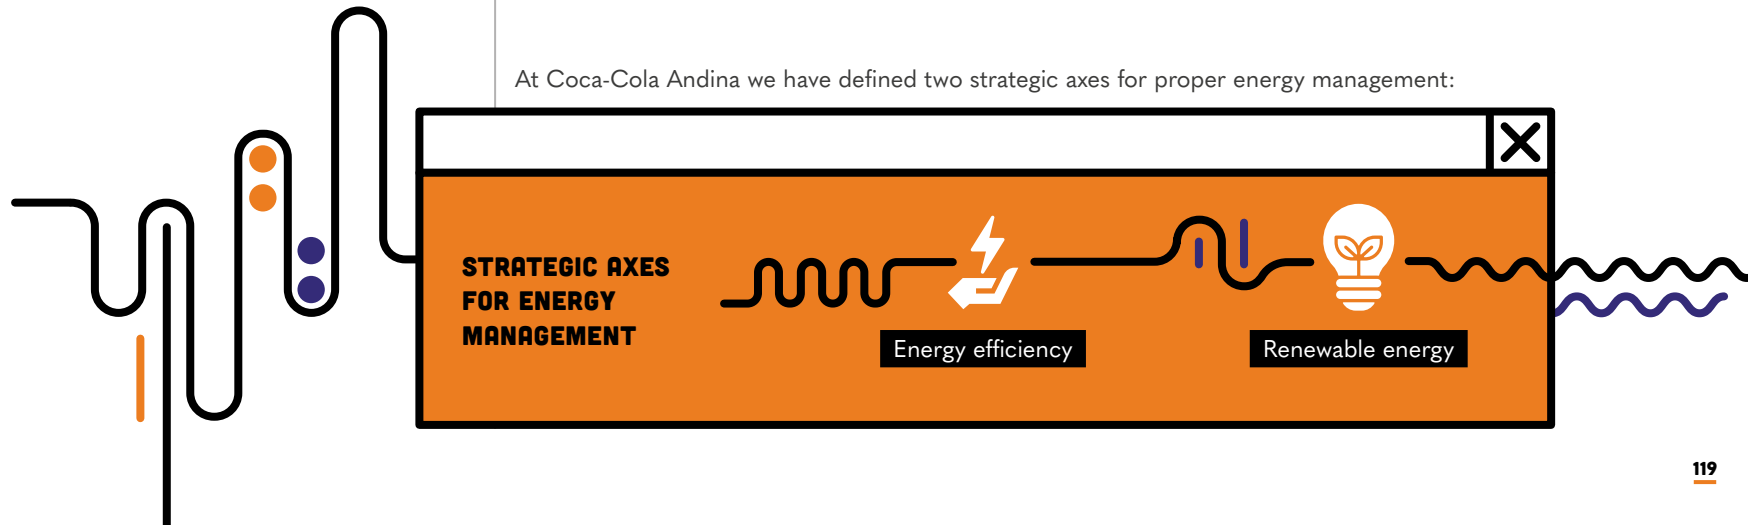 At Coca-Cola Andina we have defined two strategic axes for proper energy management:
STRATEGIC AXES
FOR ENERGY
MANAGEMENT
Energy efficiency
Renewable energy
119